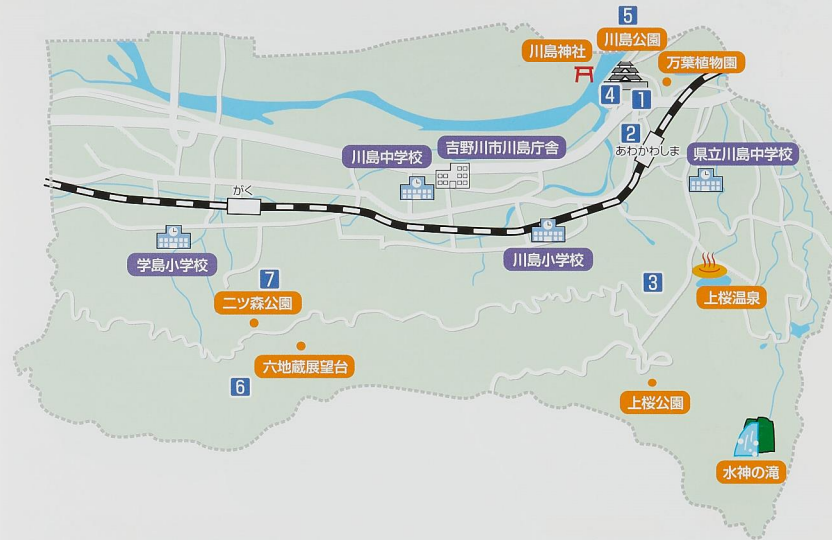 5
川島神社
川島公園
万葉植物園
4
1
2
あわかわしま
川島中学校
吉野川市川島庁舎
県立川島中学校
がく
学島小学校
川島小学校
7
3
二ツ森公園
上桜温泉
六地蔵展望台
6
上桜公園
水神の滝